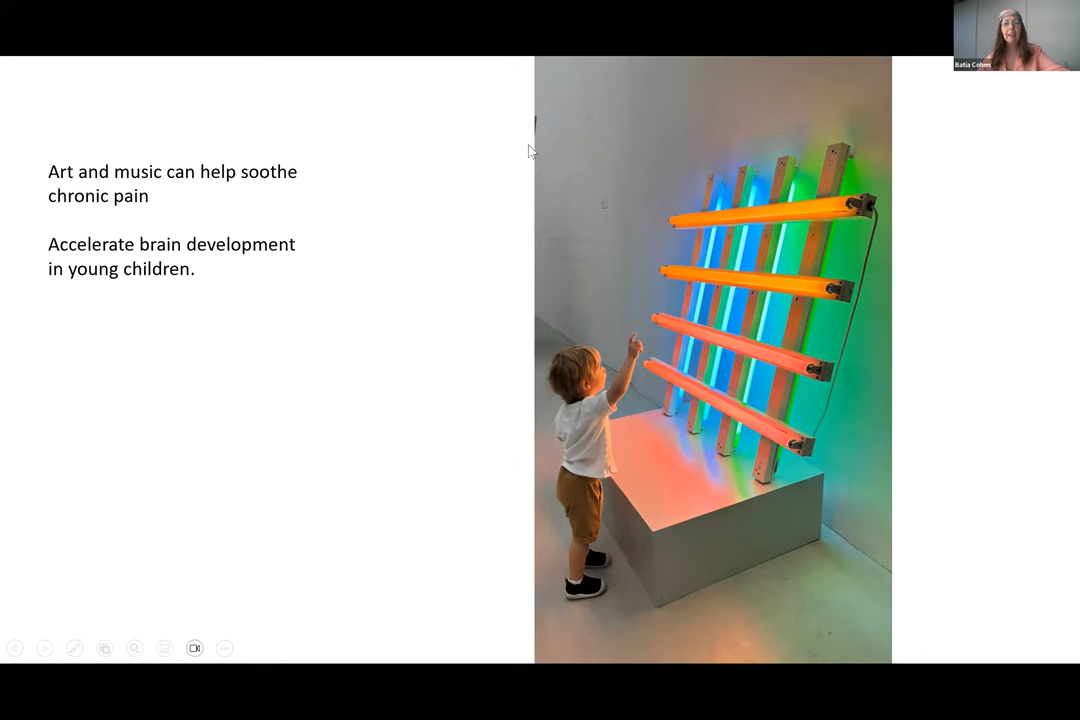 Batia Cohen
Art and music can help soothe
chronic pain
Accelerate brain development
in young children.